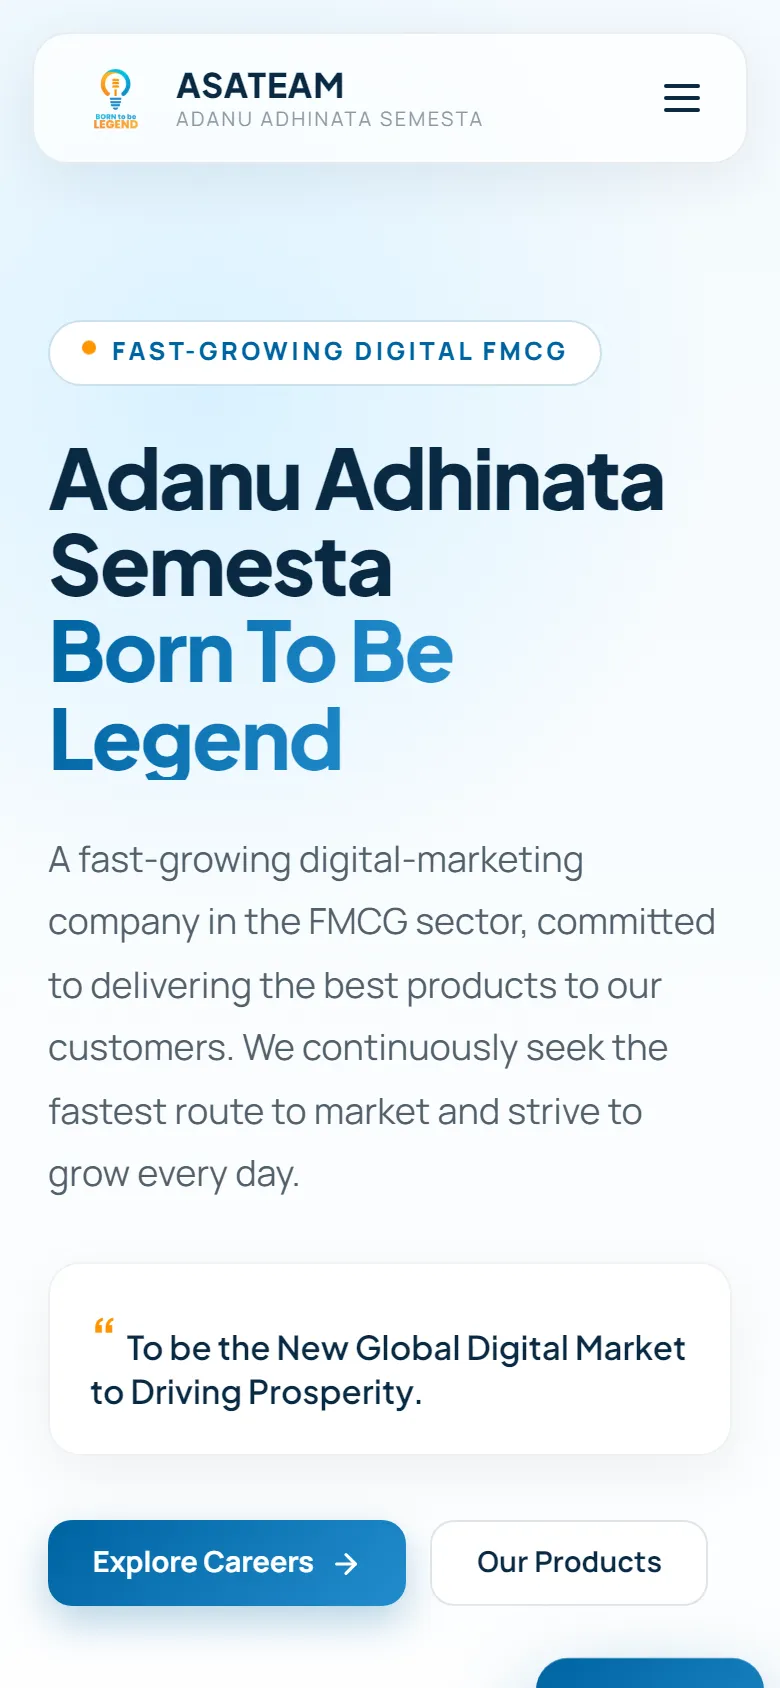 BORN to be
LEGEND
ASATEAM
ADANU ADHINATA SEMESTA
FAST-GROWING DIGITAL FMCG
Adanu Adhinata
Semesta
Born To Be
Legend
A fast-growing digital-marketing
company in the FMCG sector, committed
to delivering the best products to our
customers. We continuously seek the
fastest route to market and strive to
grow every day.
“ To be the New Global Digital Market
to Driving Prosperity.
Explore Careers →
Our Products